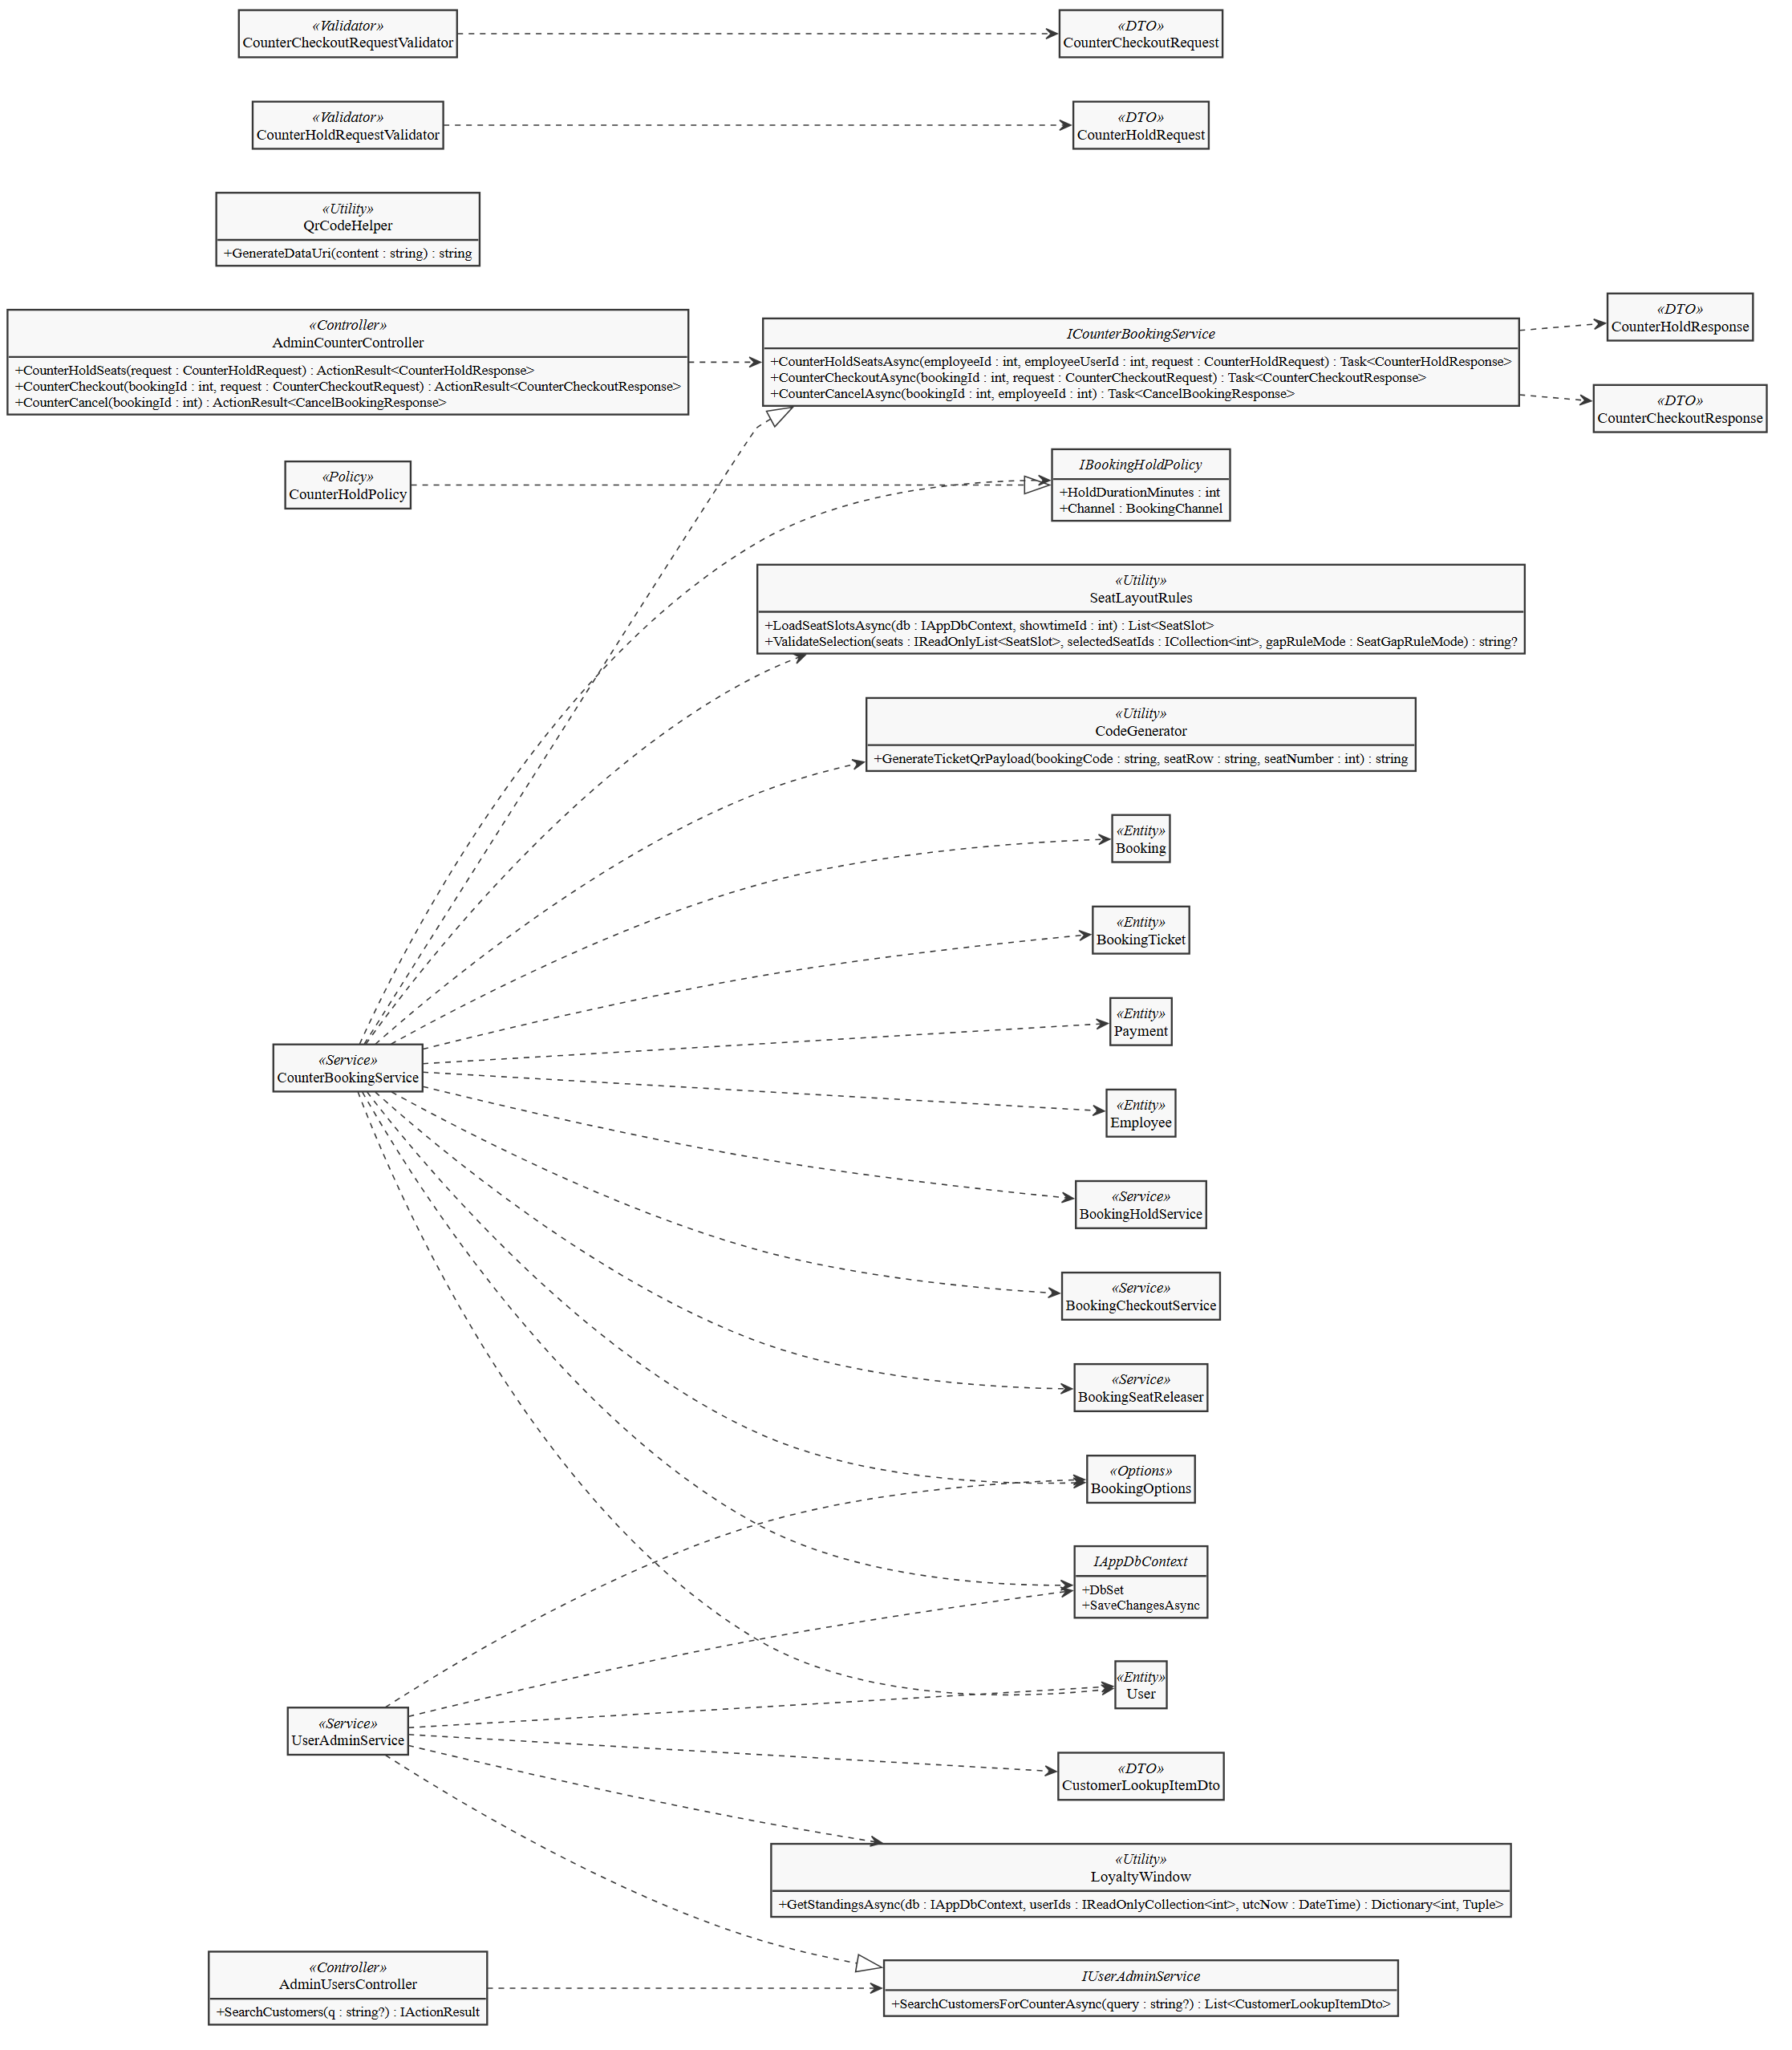 «Validator»
CounterCheckoutRequestValidator
«DTO»
CounterCheckoutRequest
«Validator»
CounterHoldRequestValidator
«DTO»
CounterHoldRequest
«Utility»
QrCodeHelper
+GenerateDataUri(content : string) : string
«Controller»
AdminCounterController
+CounterHoldSeats(request : CounterHoldRequest) : ActionResult<CounterHoldResponse>
+CounterCheckout(bookingId : int, request : CounterCheckoutRequest) : ActionResult<CounterCheckoutResponse>
+CounterCancel(bookingId : int) : ActionResult<CancelBookingResponse>
ICounterBookingService
+CounterHoldSeatsAsync(employeeId : int, employeeUserId : int, request : CounterHoldRequest) : Task<CounterHoldResponse>
+CounterCheckoutAsync(bookingId : int, request : CounterCheckoutRequest) : Task<CounterCheckoutResponse>
+CounterCancelAsync(bookingId : int, employeeId : int) : Task<CancelBookingResponse>
«DTO»
CounterHoldResponse
«DTO»
CounterCheckoutResponse
«Policy»
CounterHoldPolicy
IBookingHoldPolicy
+HoldDurationMinutes : int
+Channel : BookingChannel
«Utility»
SeatLayoutRules
+LoadSeatSlotsAsync(db : IAppDbContext, showtimeId : int) : List<SeatSlot>
+ValidateSelection(seats : IReadOnlyList<SeatSlot>, selectedSeatIds : ICollection<int>, gapRuleMode : SeatGapRuleMode) : string?
«Utility»
CodeGenerator
+GenerateTicketQrPayload(bookingCode : string, seatRow : string, seatNumber : int) : string
«Entity»
Booking
«Entity»
BookingTicket
«Entity»
Payment
«Service»
CounterBookingService
«Entity»
Employee
«Service»
BookingHoldService
«Service»
BookingCheckoutService
«Service»
BookingSeatReleaser
«Options»
BookingOptions
IAppDbContext
+DbSet
+SaveChangesAsync
«Entity»
User
«Service»
UserAdminService
«DTO»
CustomerLookupItemDto
«Utility»
LoyaltyWindow
+GetStandingsAsync(db : IAppDbContext, userIds : IReadOnlyCollection<int>, utcNow : DateTime) : Dictionary<int, Tuple>
«Controller»
AdminUsersController
+SearchCustomers(q : string?) : IActionResult
IUserAdminService
+SearchCustomersForCounterAsync(query : string?) : List<CustomerLookupItemDto>